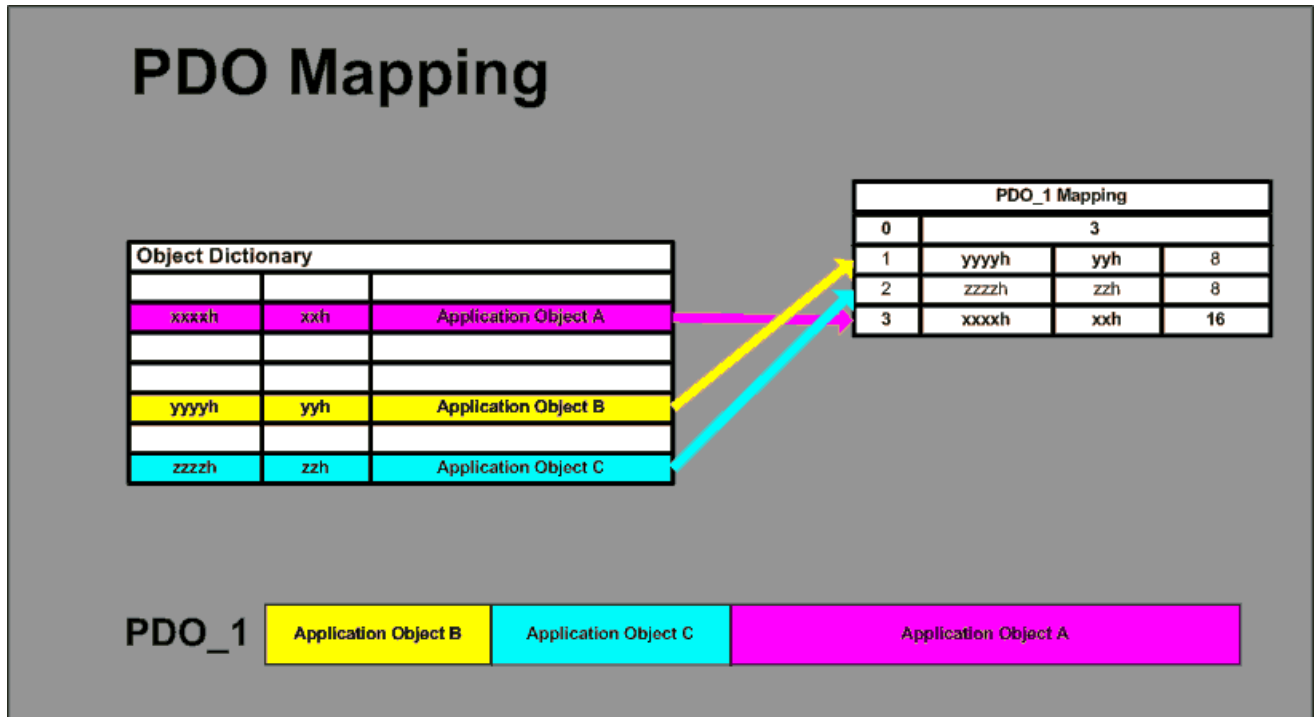 PDO Mapping
PDO_1 Mapping
0 3
1 yyyyh yyh 8
2 zzzzh zzh 8
3 xxxxh xxh 16
Object Dictionary
xxxxh xxh Application Object A
yyyyh yyh Application Object B
zzzzh zzh Application Object C
PDO_1 Application Object B Application Object C Application Object A